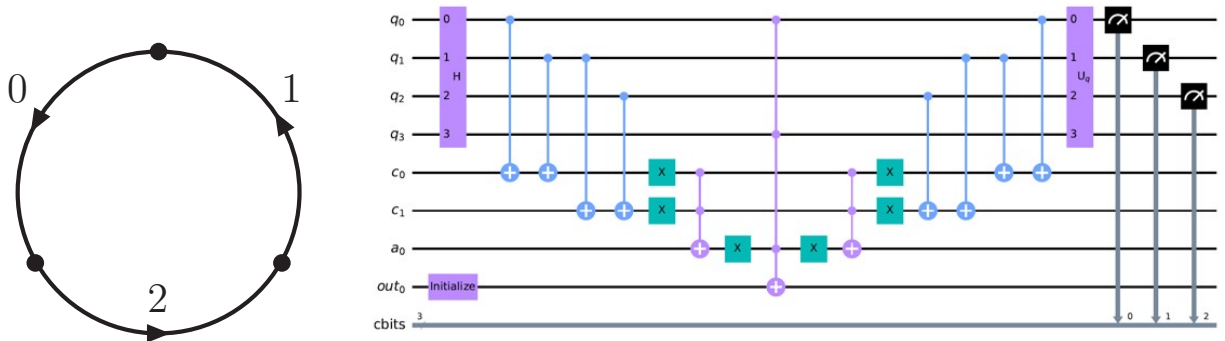 0
1
2
q0 0 0
q1 1 H 1 Uq
q2 2 2
q3 3 3
c0 X X
c1 X X
a0 X X
out0 Initialize
cbits 3 0 1 2